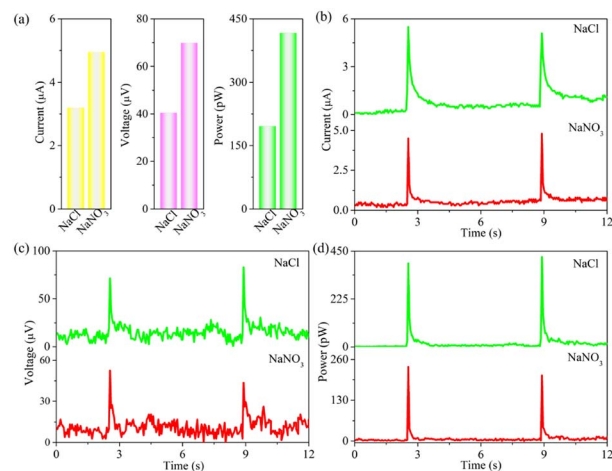 (a)
6
4
2
0
Current (μA)
NaCl
NaNO3
80
60
40
20
0
Voltage (μV)
NaCl
NaNO3
450
300
150
0
Power (pW)
NaCl
NaNO3
(b)
6
3
0
NaCl
5.0
2.5
0.0
NaNO3
Current (μA)
0 3 6 9 12
Time (s)
(c)
100
50
0
NaCl
60
30
0
NaNO3
Voltage (μV)
0 3 6 9 12
Time (s)
(d)
450
225
0
NaCl
260
130
0
NaNO3
Power (pW)
0 3 6 9 12
Time (s)